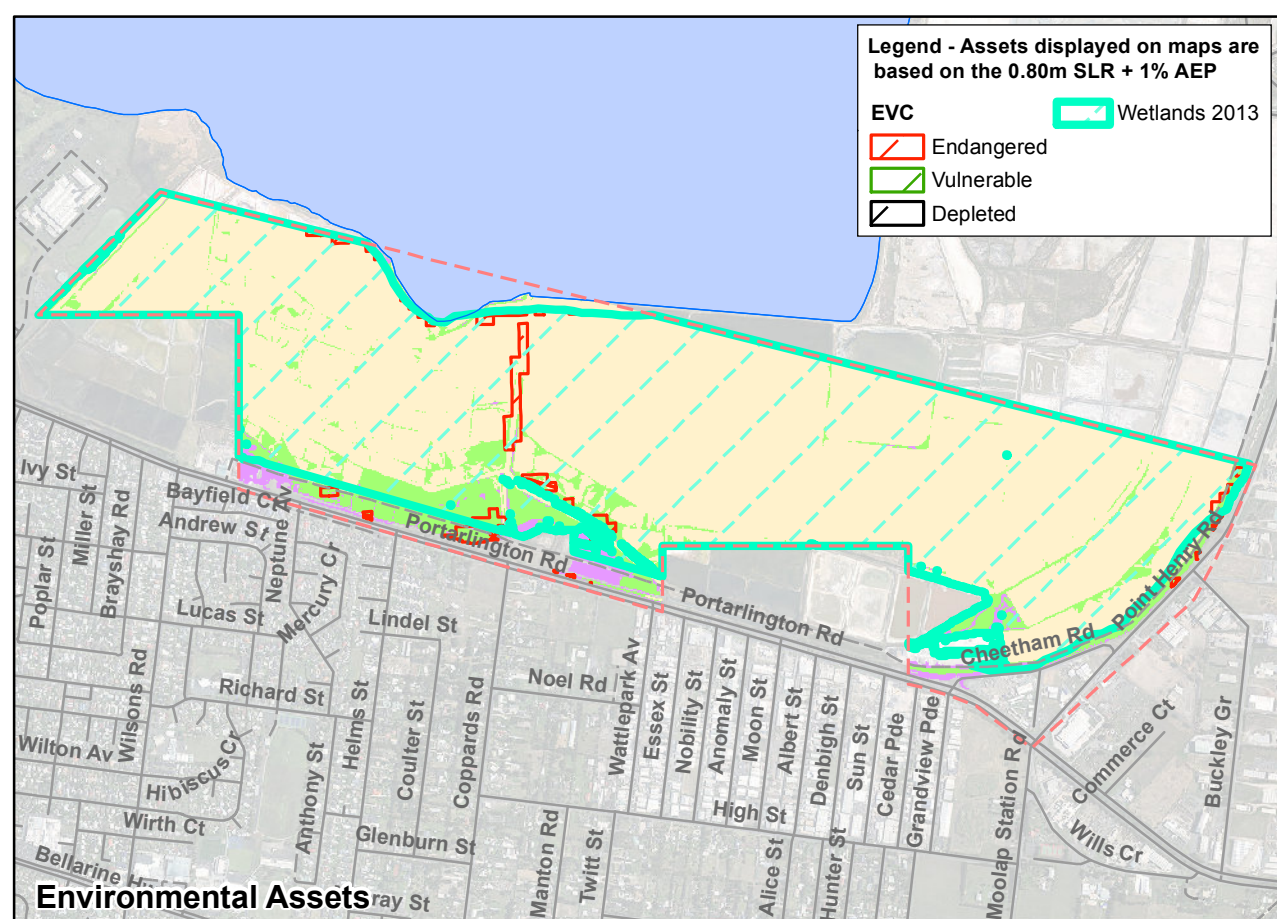 Legend - Assets displayed on maps are
based on the 0.80m SLR + 1% AEP
EVC
Wetlands 2013
Endangered
Vulnerable
Depleted
Ivy St
Miller St
Brayshay Rd
Poplar St
Bayfield Ct
Andrew St
Neptune Av
Mercury Cr
Lucas St
Lindel St
Portarlington Rd
Portarlington Rd
Point Henry Rd
Cheetham Rd
Wilsons Rd
Richard St
Helms St
Coulter St
Coppards Rd
Noel Rd
Wattlepark Av
Essex St
Nobility St
Anomaly St
Moon St
Albert St
Denbigh St
Sun St
Cedar Pde
Grandview Pde
Moolap Station Rd
Commerce Ct
Buckley Gr
Wilton Av
Hibiscus Cr
Anthony St
Wirth Ct
Glenburn St
High St
Manton Rd
Twitt St
Alice St
Hunter St
Wills Cr
Bellarine H
ray St
Environmental Assets